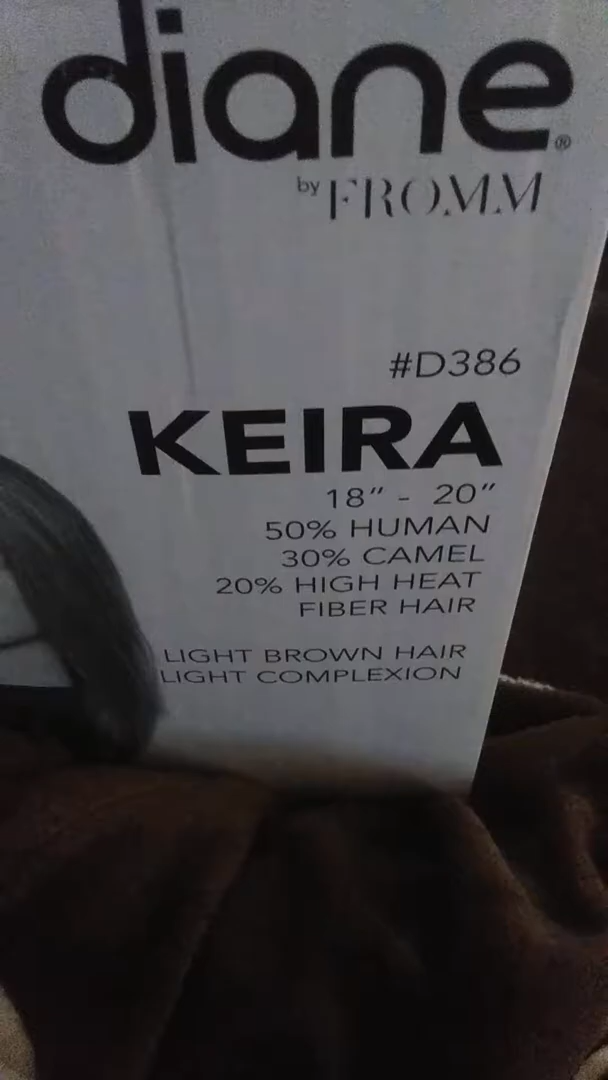 diane®
by FROMM
#D386
KEIRA
18" - 20"
50% HUMAN
30% CAMEL
20% HIGH HEAT
FIBER HAIR
LIGHT BROWN HAIR
LIGHT COMPLEXION